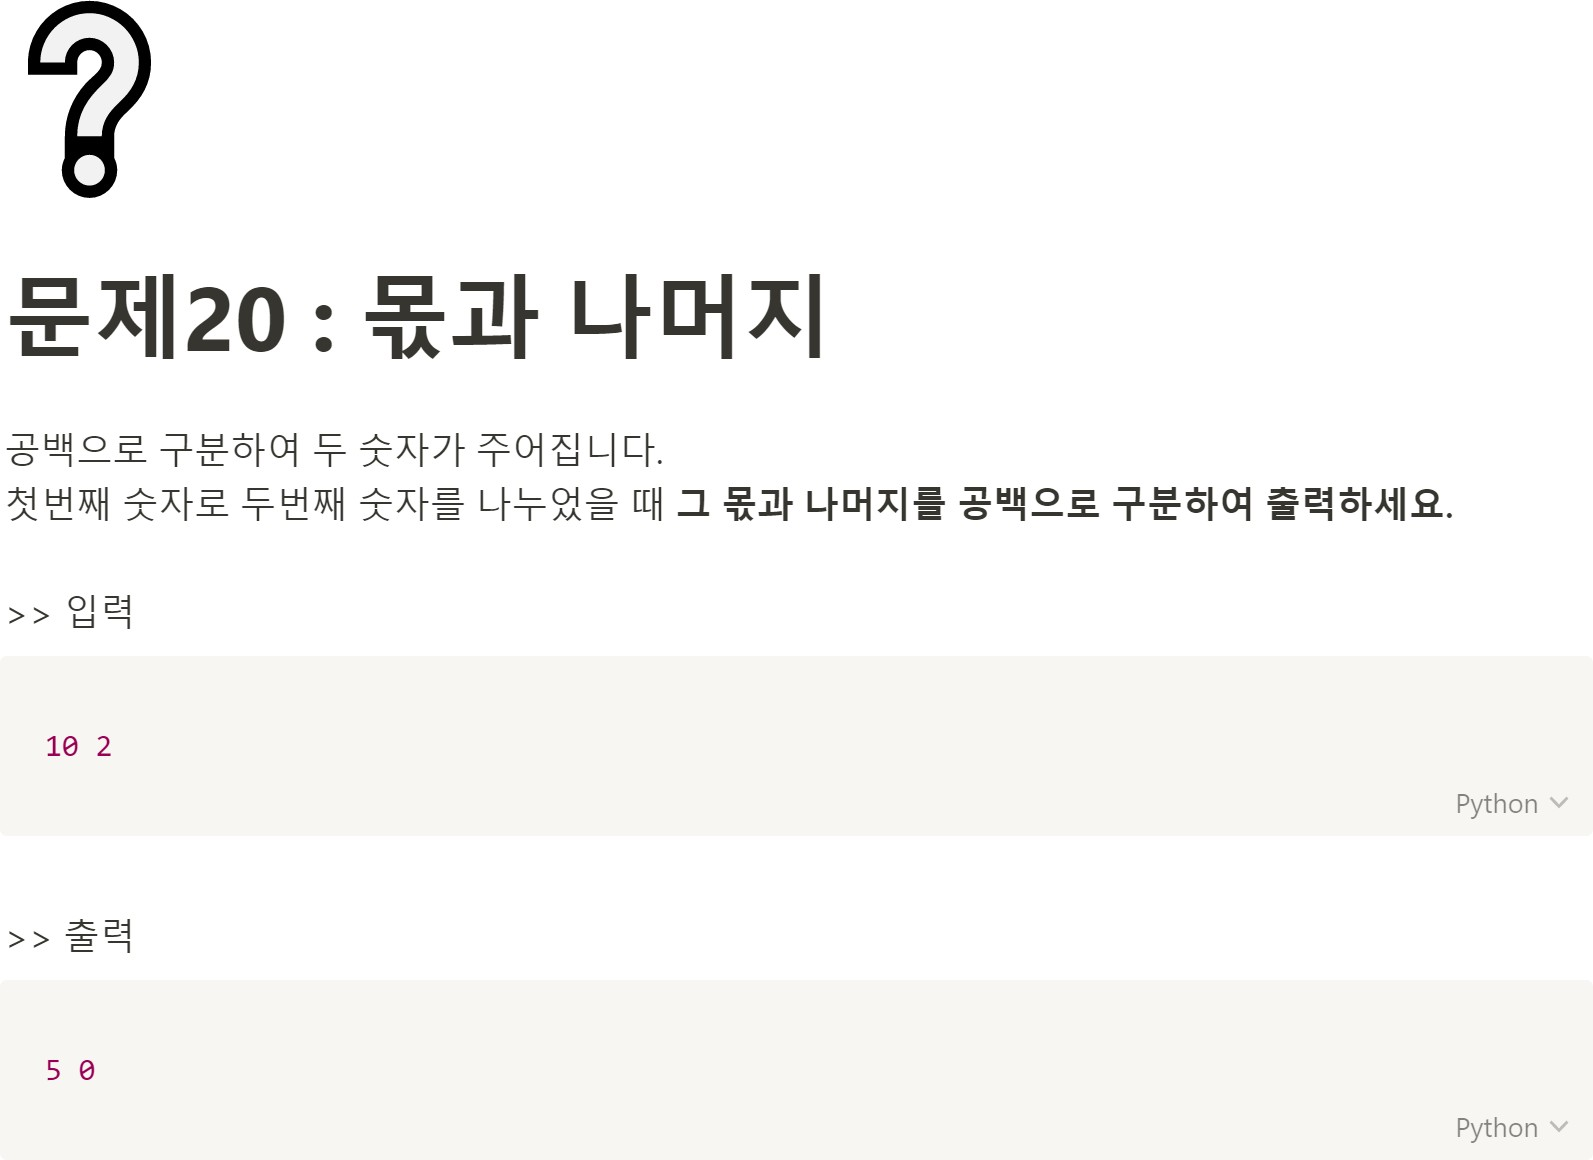 문제20 : 몫과 나머지
공백으로 구분하여 두 숫자가 주어집니다.
첫번째 숫자로 두번째 숫자를 나누었을 때 그 몫과 나머지를 공백으로 구분하여 출력하세요.
>> 입력
10 2
Python
>> 출력
5 0
Python